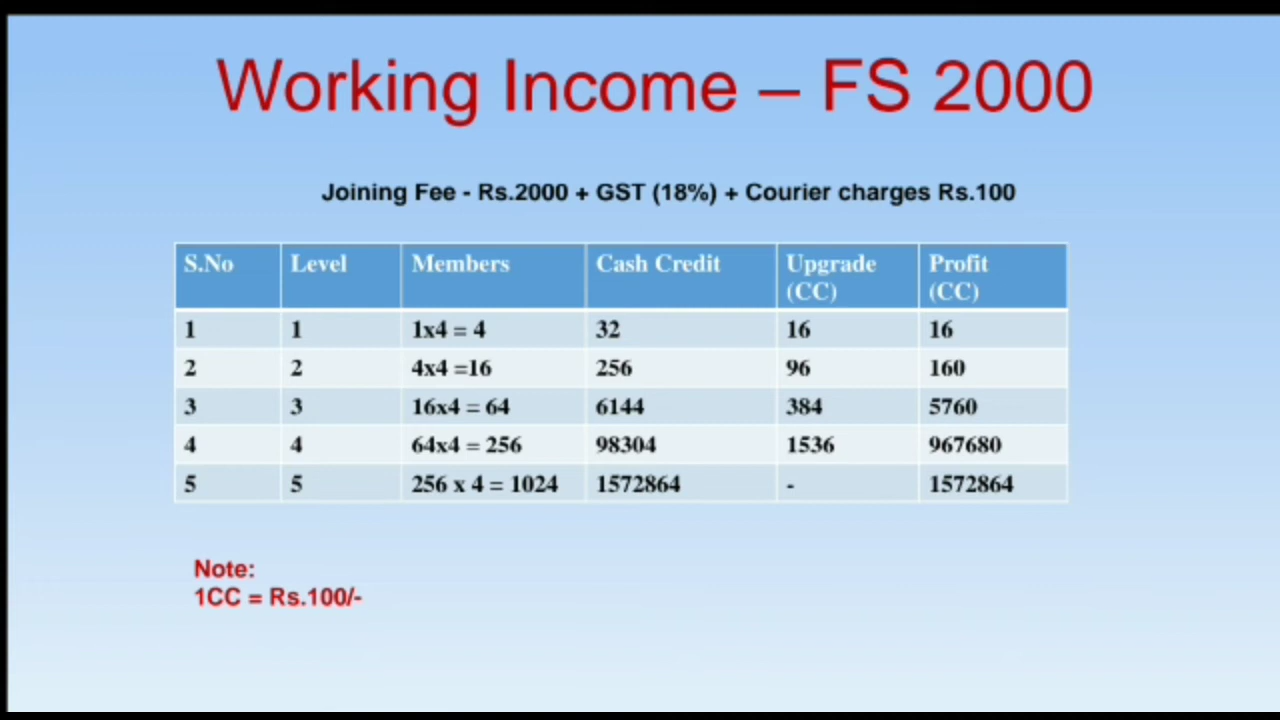 Working Income – FS 2000
Joining Fee - Rs.2000 + GST (18%) + Courier charges Rs.100
S.No Level Members Cash Credit Upgrade (CC) Profit (CC)
1 1 1x4 = 4 32 16 16
2 2 4x4 =16 256 96 160
3 3 16x4 = 64 6144 384 5760
4 4 64x4 = 256 98304 1536 967680
5 5 256 x 4 = 1024 1572864 - 1572864
Note:
1CC = Rs.100/-